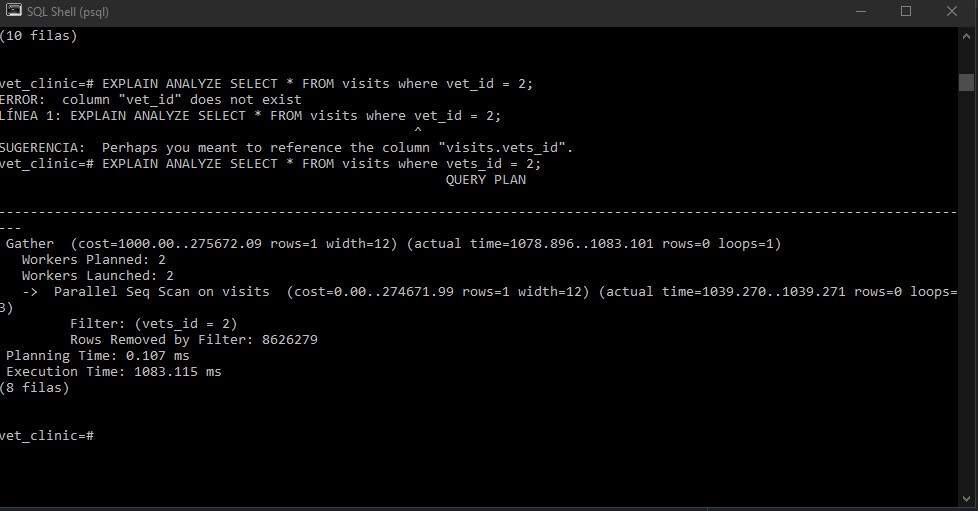 SQL Shell (psql)
(10 filas)
vet_clinic=# EXPLAIN ANALYZE SELECT * FROM visits where vet_id = 2;
ERROR:  column "vet_id" does not exist
LÍNEA 1: EXPLAIN ANALYZE SELECT * FROM visits where vet_id = 2;
^
SUGERENCIA:  Perhaps you meant to reference the column "visits.vets_id".
vet_clinic=# EXPLAIN ANALYZE SELECT * FROM visits where vets_id = 2;
QUERY PLAN
------------------------------------------------------------------------------------------------------------------------
---
Gather  (cost=1000.00..275672.09 rows=1 width=12) (actual time=1078.896..1083.101 rows=0 loops=1)
Workers Planned: 2
Workers Launched: 2
->  Parallel Seq Scan on visits  (cost=0.00..274671.99 rows=1 width=12) (actual time=1039.270..1039.271 rows=0 loops=
3)
Filter: (vets_id = 2)
Rows Removed by Filter: 8626279
Planning Time: 0.107 ms
Execution Time: 1083.115 ms
(8 filas)
vet_clinic=#